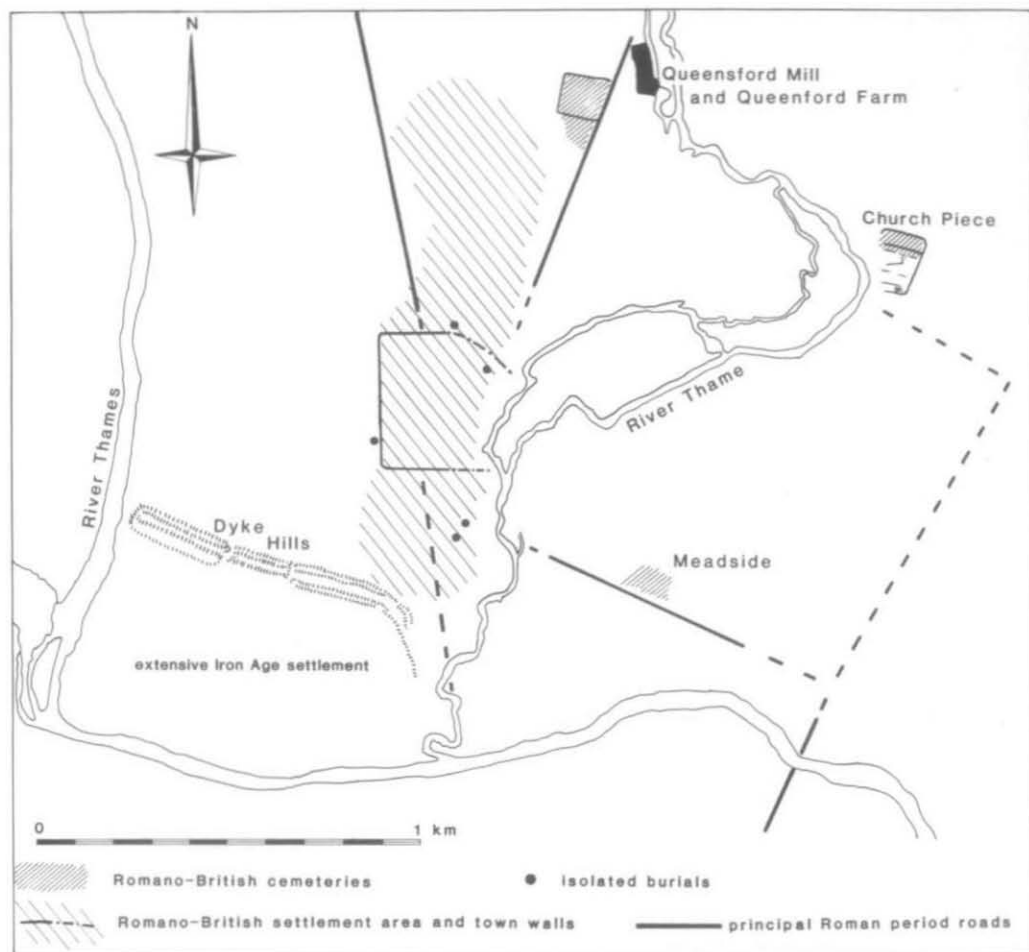 N
Queensford Mill
and Queenford Farm
Church Piece
River Thames
River Thame
Dyke
Hills
Meadside
extensive Iron Age settlement
0 1 km
Romano-British cemeteries
isolated burials
Romano-British settlement area and town walls
principal Roman period roads